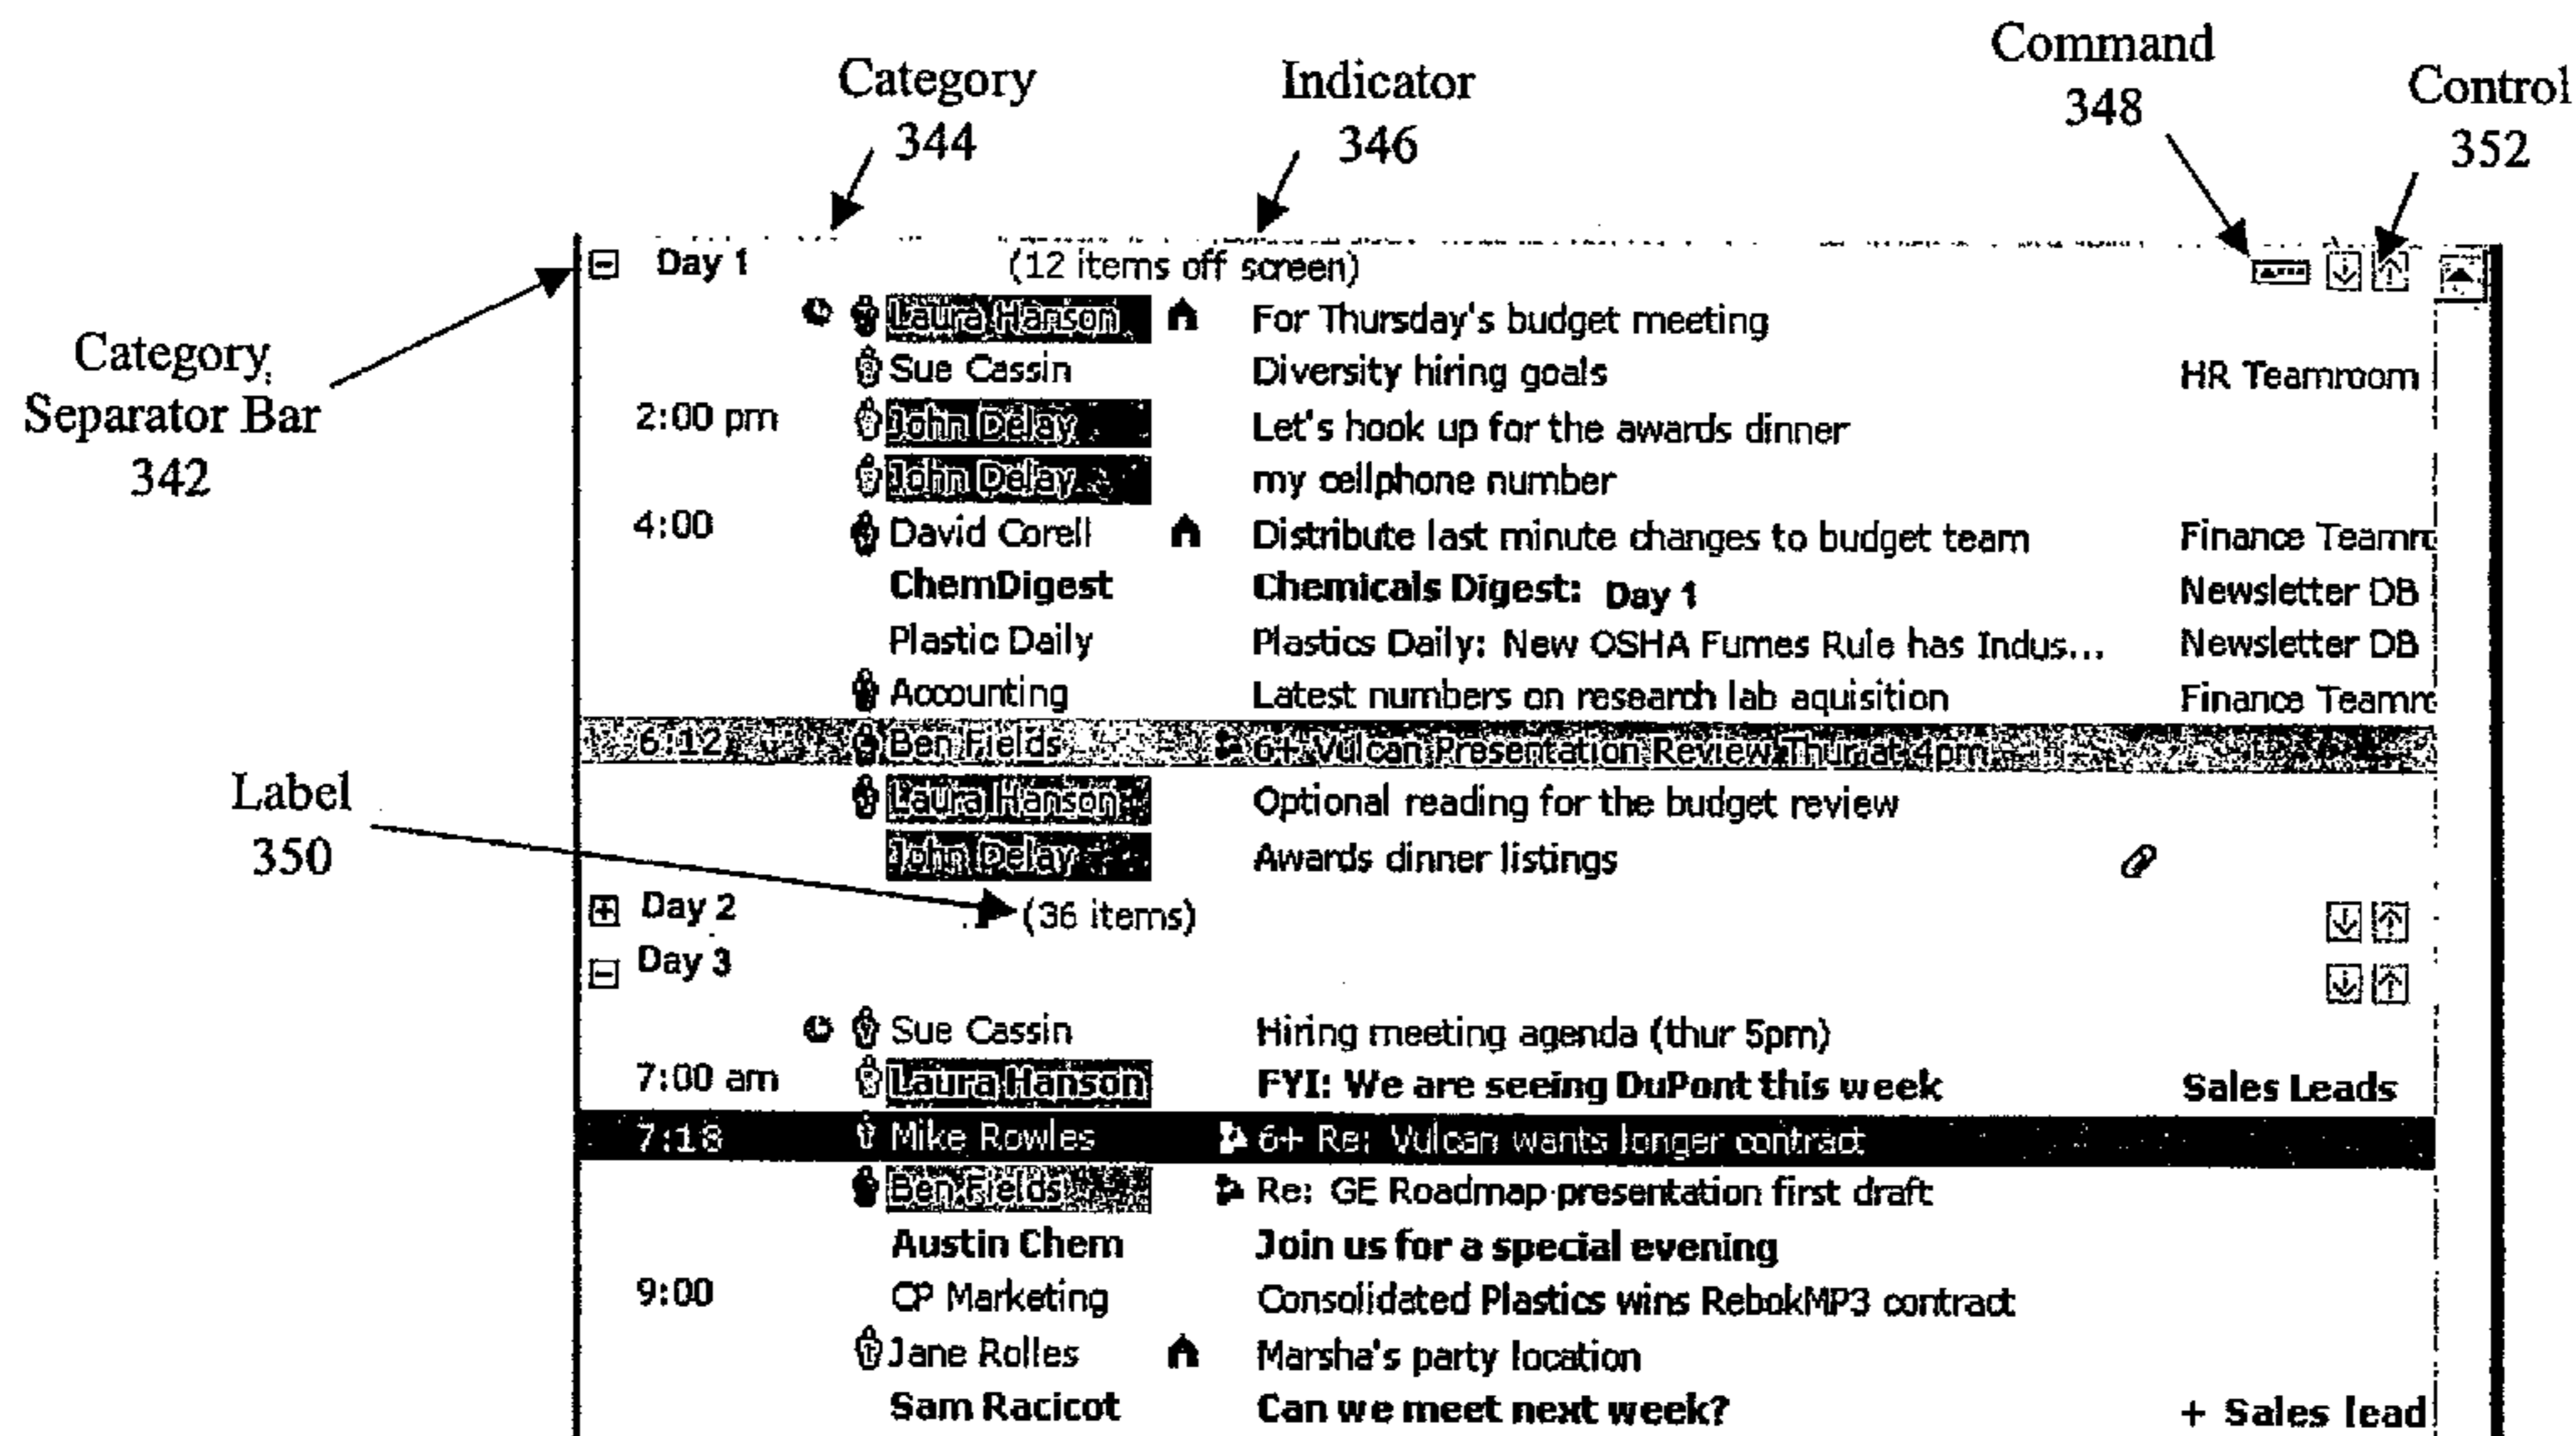 Command
Category
Indicator
Control
348
344
346
352
Day 1 (12 items off screen)
Laura Hanson For Thursday's budget meeting
Category
Separator Bar
342
Sue Cassin Diversity hiring goals HR Teamroom
2:00 pm John Delay Let's hook up for the awards dinner
John Delay my cellphone number
4:00 David Corell Distribute last minute changes to budget team Finance Teamro
ChemDigest Chemicals Digest: Day 1 Newsletter DB
Plastic Daily Plastics Daily: New OSHA Fumes Rule has Indus... Newsletter DB
Accounting Latest numbers on research lab aquisition Finance Teamro
6:12 Ben Fields 6+ Vulcan Presentation Review Thur at 4pm
Label
350
Laura Hanson Optional reading for the budget review
John Delay Awards dinner listings
Day 2 (36 items)
Day 3
Sue Cassin Hiring meeting agenda (thur 5pm)
7:00 am Laura Hanson FYI: We are seeing DuPont this week Sales Leads
7:18 Mike Rowles 6+ Re: Vulcan wants longer contract
Ben Fields Re: GE Roadmap presentation first draft
Austin Chem Join us for a special evening
9:00 CP Marketing Consolidated Plastics wins RebokMP3 contract
Jane Rolles Marsha's party location
Sam Racicot Can we meet next week? + Sales lead